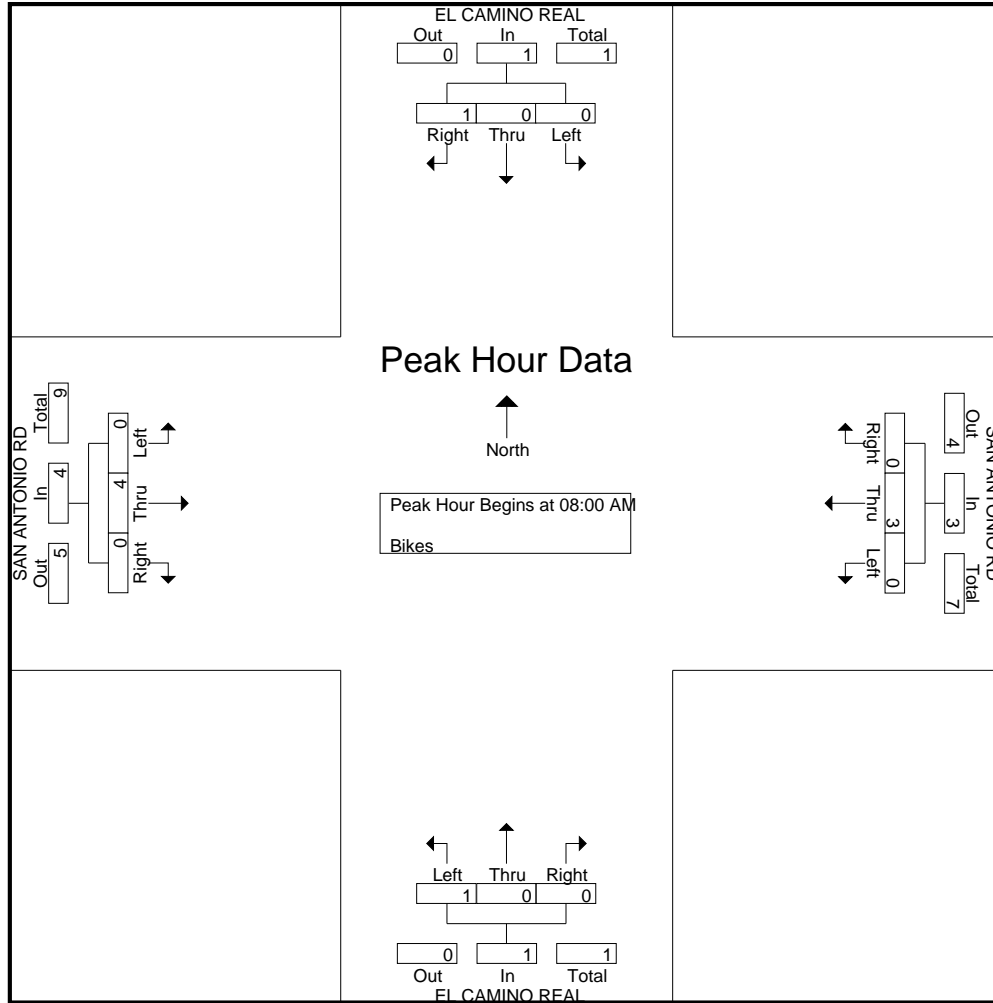 EL CAMINO REAL
Out In Total
0 1 1
1 0 0
Right Thru Left
Peak Hour Data
North
Peak Hour Begins at 08:00 AM
Bikes
SAN ANTONIO RD
Out In Total
5 4 9
0 4 0
Left Thru Right
SAN ANTONIO RD
Out In Total
4 3 7
0 3 0
Right Thru Left
Left Thru Right
1 0 0
0 1 1
Out In Total
EL CAMINO REAL